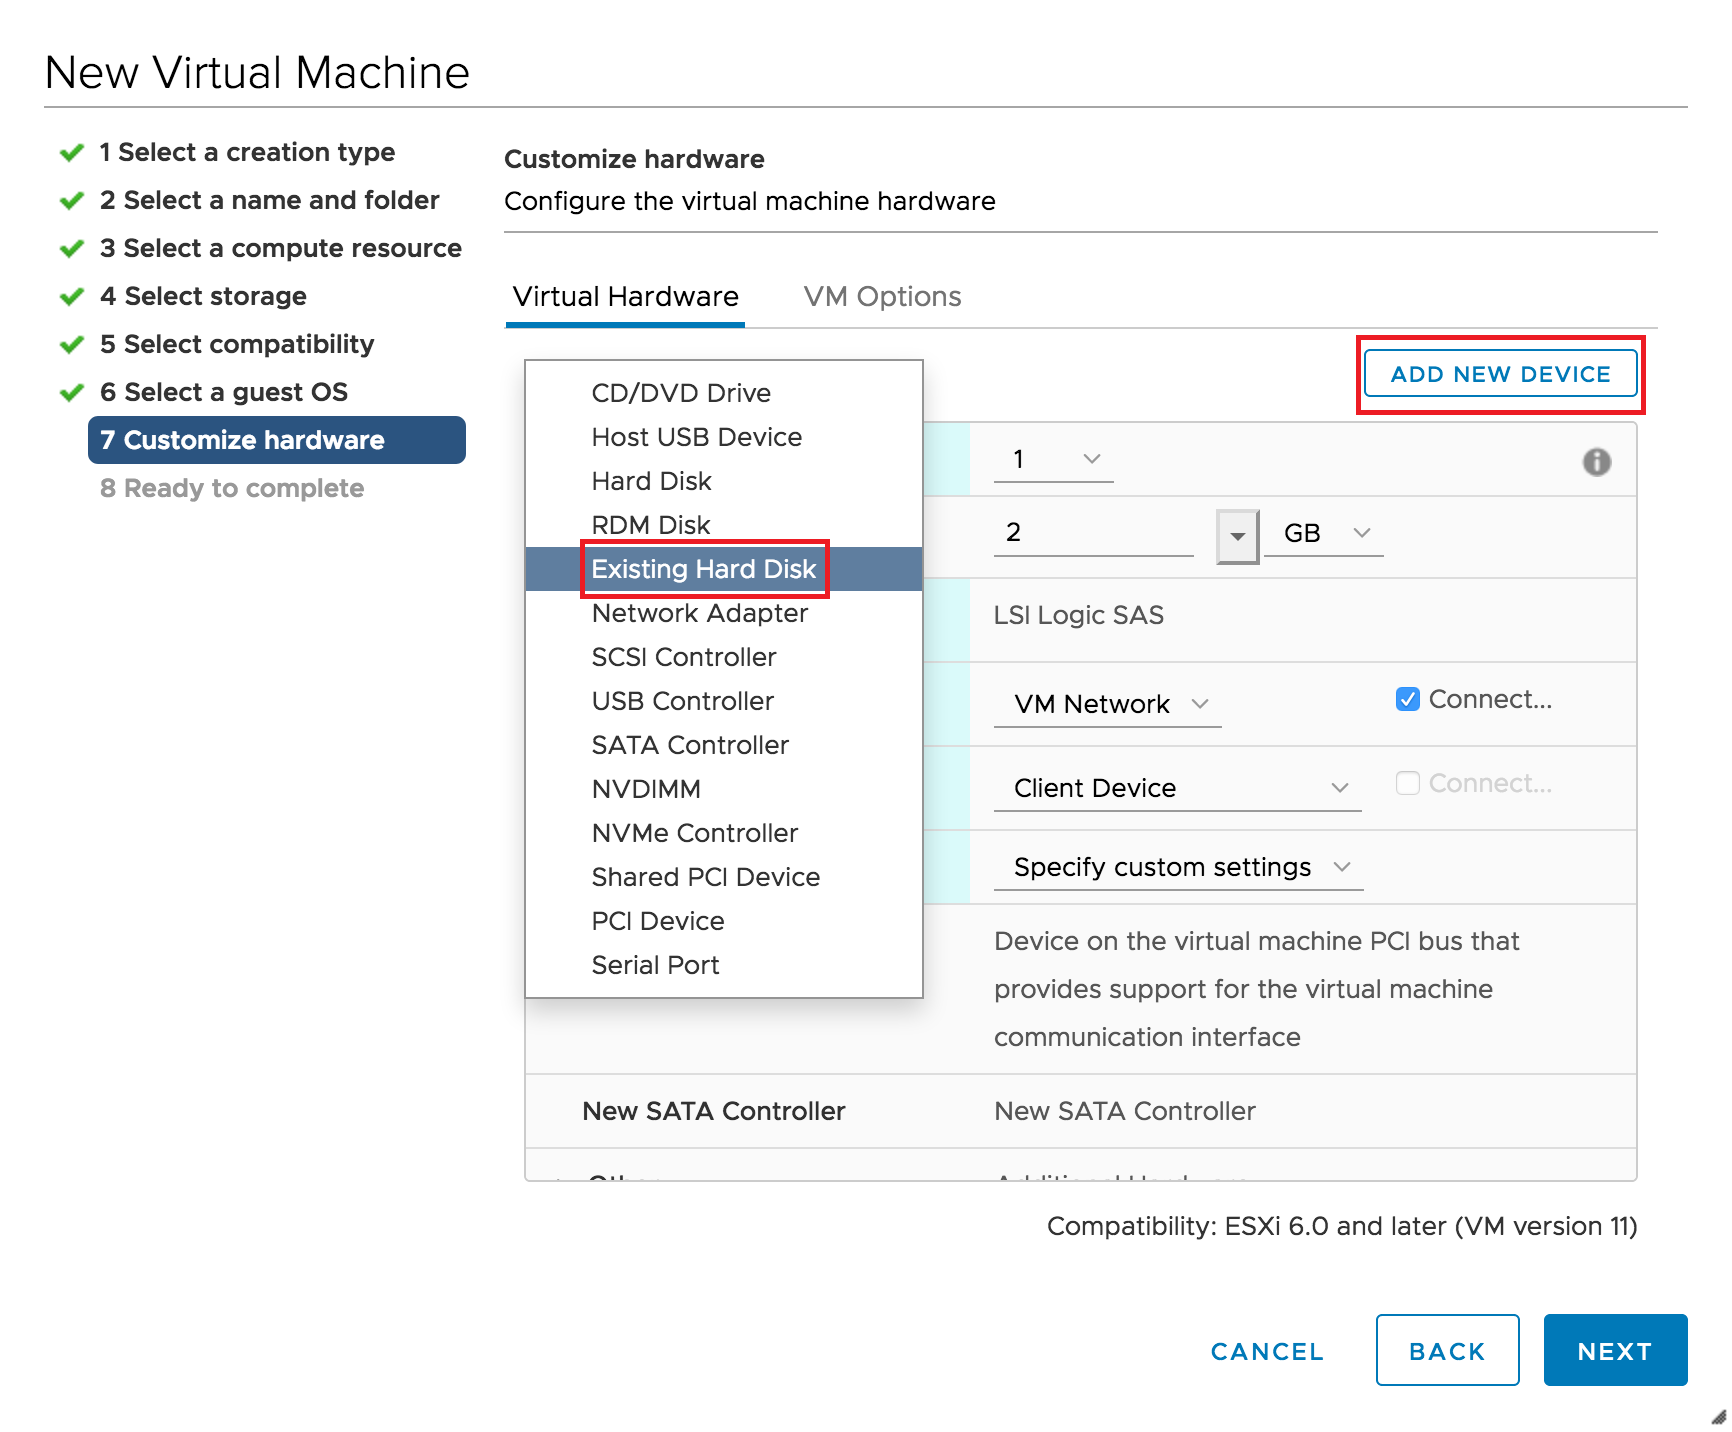 New Virtual Machine
1 Select a creation type
2 Select a name and folder
3 Select a compute resource
4 Select storage
5 Select compatibility
6 Select a guest OS
7 Customize hardware
8 Ready to complete
Customize hardware
Configure the virtual machine hardware
Virtual Hardware VM Options
ADD NEW DEVICE
CD/DVD Drive
Host USB Device
Hard Disk
RDM Disk
Existing Hard Disk
Network Adapter
SCSI Controller
USB Controller
SATA Controller
NVDIMM
NVMe Controller
Shared PCI Device
PCI Device
Serial Port
1
2 GB
LSI Logic SAS
VM Network Connect...
Client Device Connect...
Specify custom settings
Device on the virtual machine PCI bus that
provides support for the virtual machine
communication interface
New SATA Controller New SATA Controller
Other Additional Hardware
Compatibility: ESXi 6.0 and later (VM version 11)
CANCEL BACK NEXT